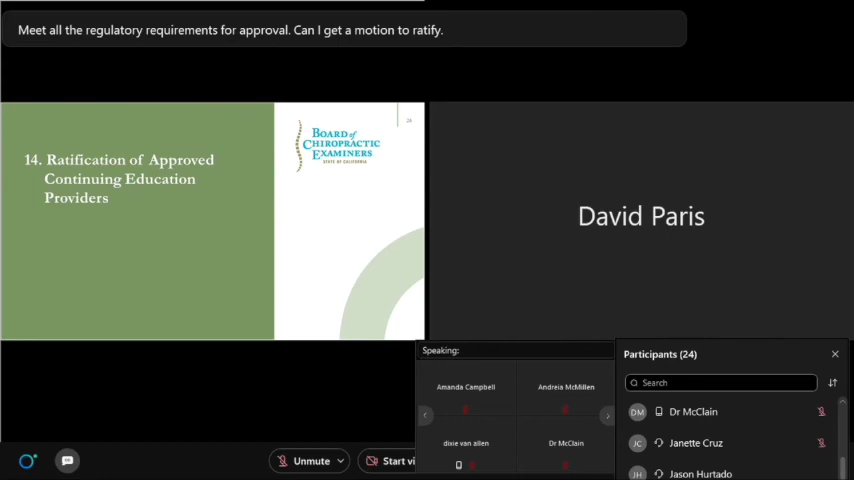 Meet all the regulatory requirements for approval. Can I get a motion to ratify.
14. Ratification of Approved
Continuing Education
Providers
BOARD of
CHIROPRACTIC
EXAMINERS
STATE OF CALIFORNIA
David Paris
Speaking:
Amanda Campbell
Andreia McMillen
dixie van allen
Dr McClain
Participants (24)
Search
DM Dr McClain
JC Janette Cruz
JH Jason Hurtado
Unmute
Start vi